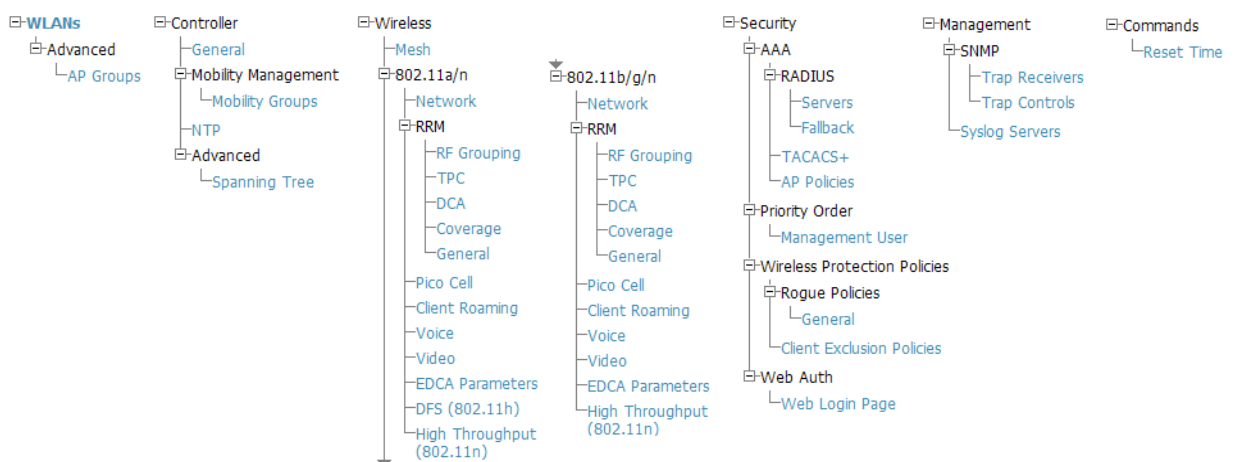 WLANs
Advanced
AP Groups
Controller
General
Mobility Management
Mobility Groups
NTP
Advanced
Spanning Tree
Wireless
Mesh
802.11a/n
Network
RRM
RF Grouping
TPC
DCA
Coverage
General
Pico Cell
Client Roaming
Voice
Video
EDCA Parameters
DFS (802.11h)
High Throughput
(802.11n)
802.11b/g/n
Network
RRM
RF Grouping
TPC
DCA
Coverage
General
Pico Cell
Client Roaming
Voice
Video
EDCA Parameters
High Throughput
(802.11n)
Security
AAA
RADIUS
Servers
Fallback
TACACS+
AP Policies
Priority Order
Management User
Wireless Protection Policies
Rogue Policies
General
Client Exclusion Policies
Web Auth
Web Login Page
Management
SNMP
Trap Receivers
Trap Controls
Syslog Servers
Commands
Reset Time